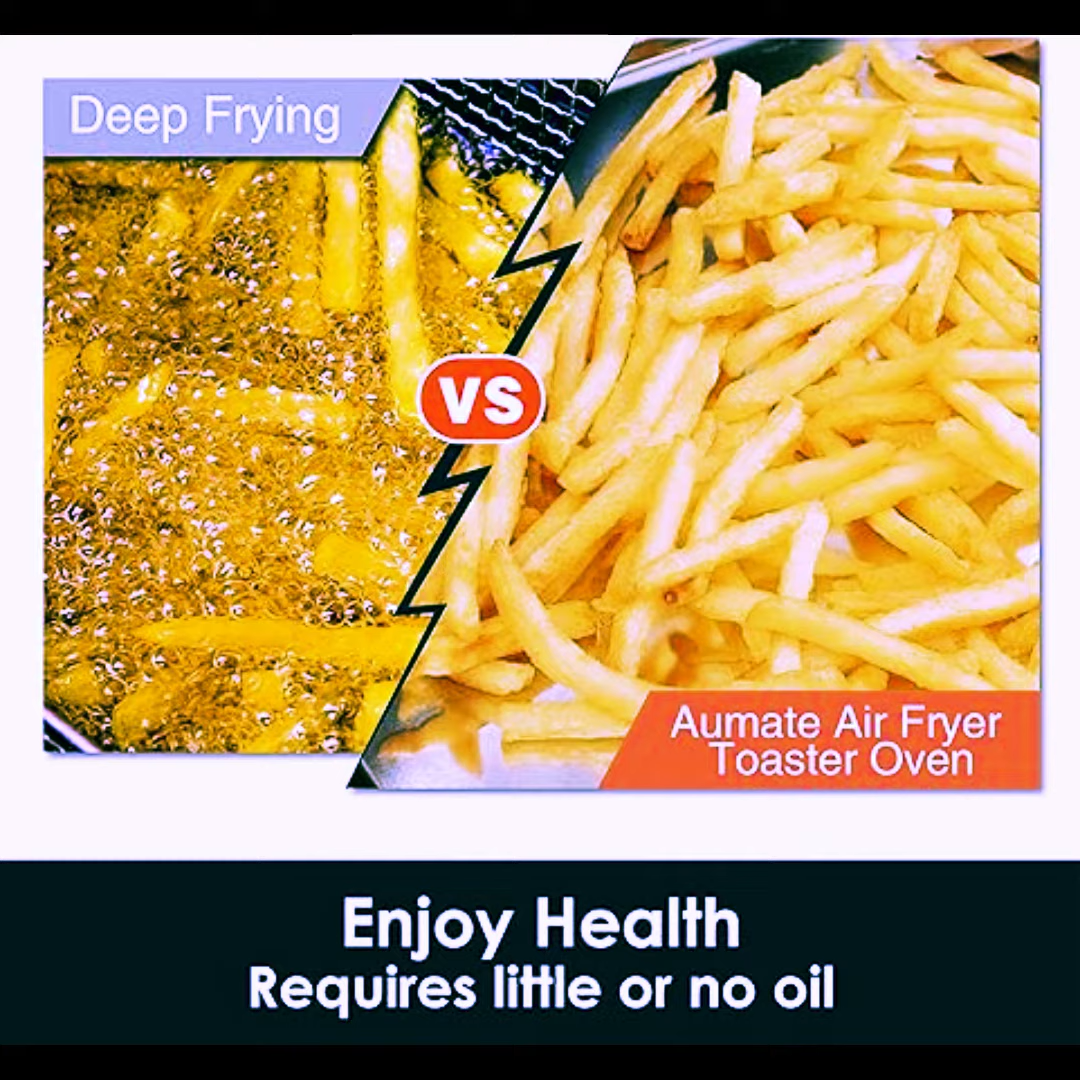 Deep Frying
VS
Aumate Air Fryer
Toaster Oven
Enjoy Health
Requires little or no oil